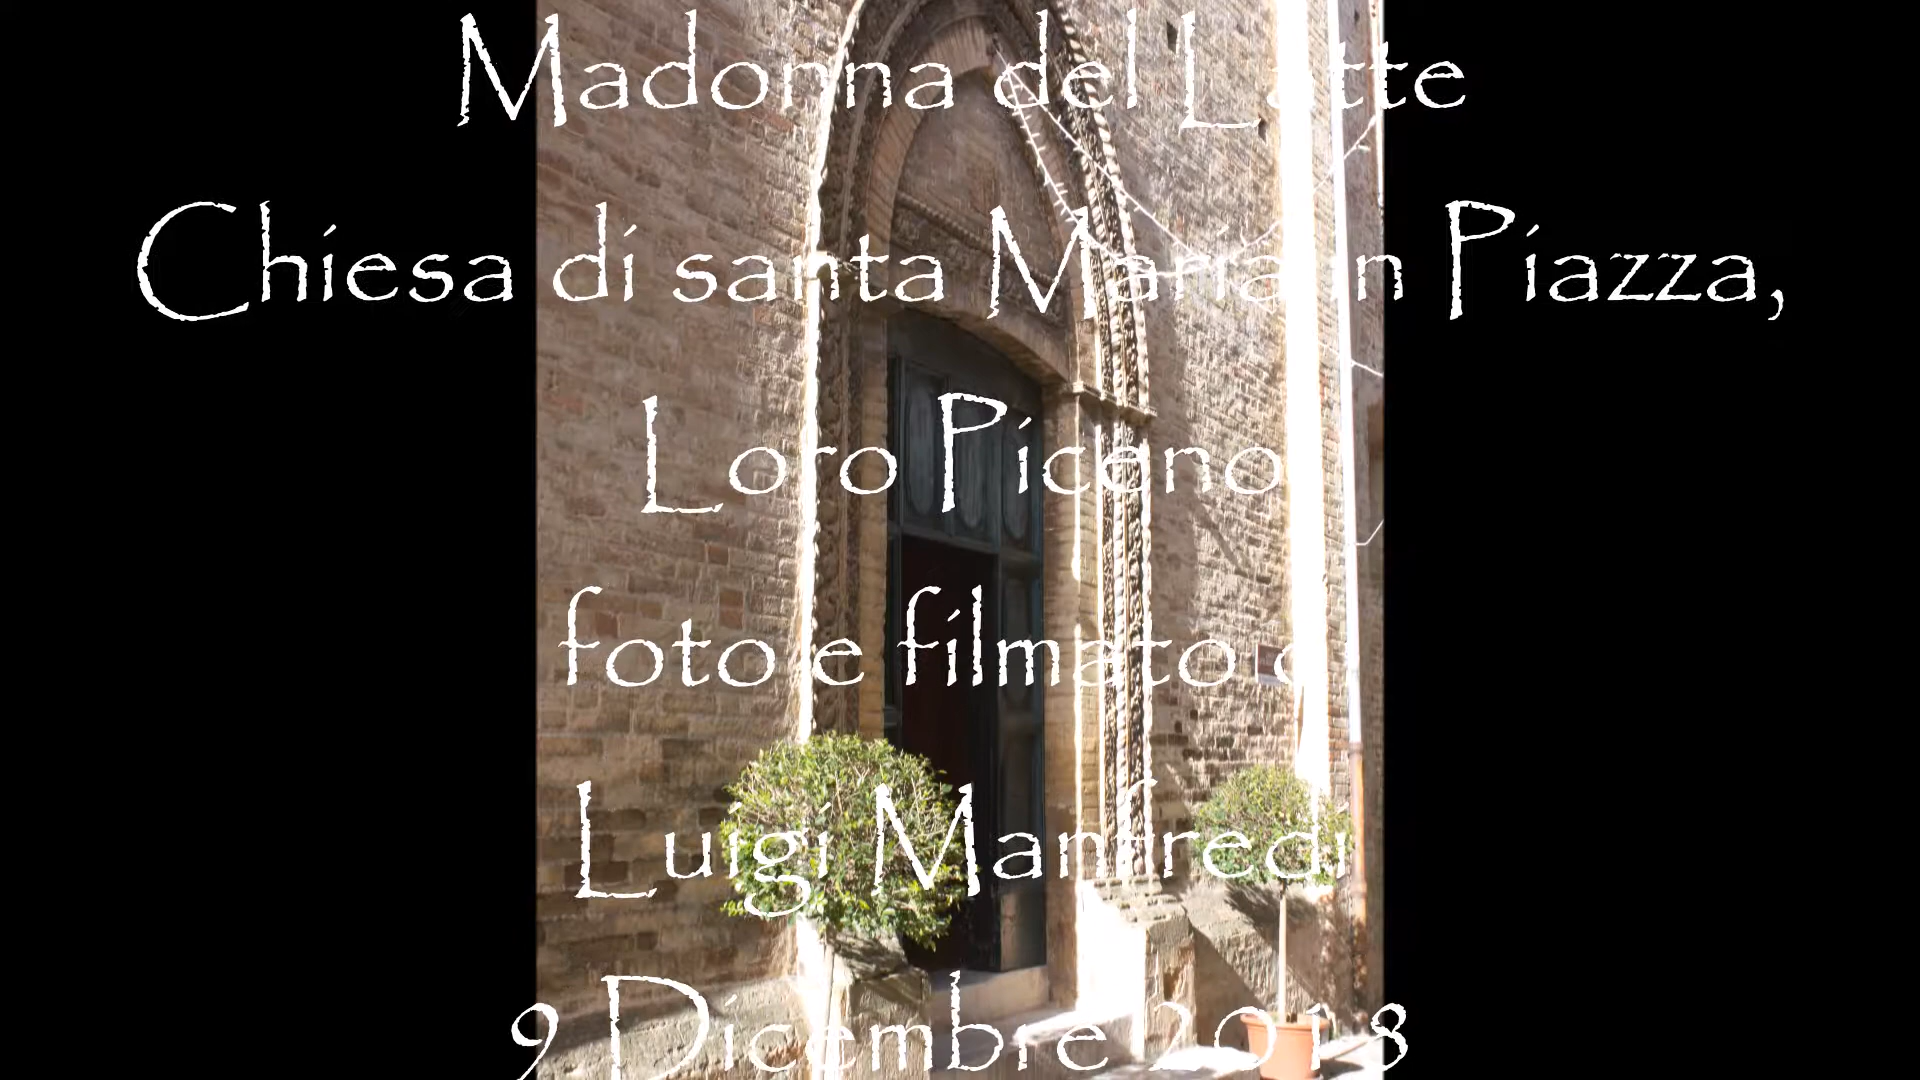 Madonna del Latte
Chiesa di santa Maria in Piazza,
Loro Piceno
foto e filmato di
Luigi Manfredi
9 Dicembre 2018